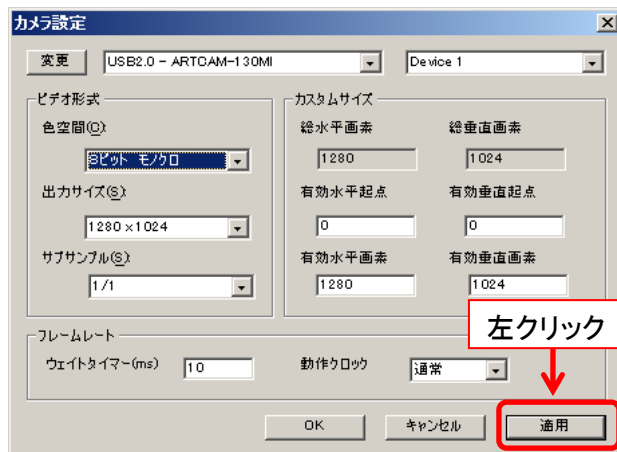 カメラ設定
変更 USB2.0 - ARTCAM-130MI Device 1
ビデオ形式 カスタムサイズ
色空間(C): 総水平画素 総垂直画素
8ビット モノクロ 1280 1024
出力サイズ(S): 有効水平起点 有効垂直起点
1280×1024 0 0
サブサンプル(S): 有効水平画素 有効垂直画素
1/1 1280 1024
左クリック
フレームレート
ウェイトタイマー(ms) 10 動作クロック 通常
OK キャンセル 適用